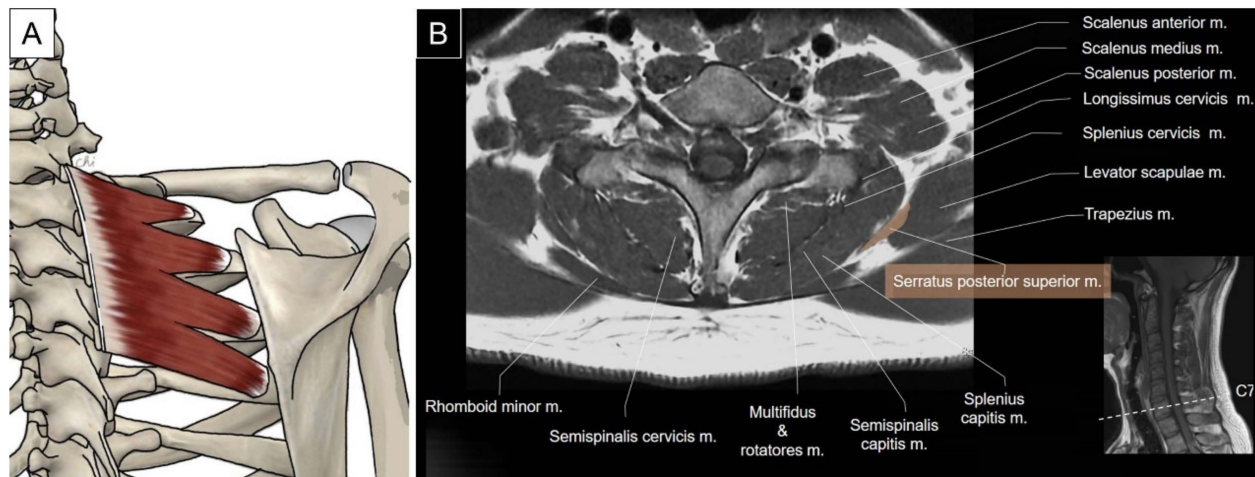 A
chi
B
Scalenus anterior m.
Scalenus medius m.
Scalenus posterior m.
Longissimus cervicis m.
Splenius cervicis m.
Levator scapulae m.
Trapezius m.
Serratus posterior superior m.
C7
Rhomboid minor m.
Semispinalis cervicis m.
Multifidus
&
rotatores m.
Semispinalis
capitis m.
Splenius
capitis m.